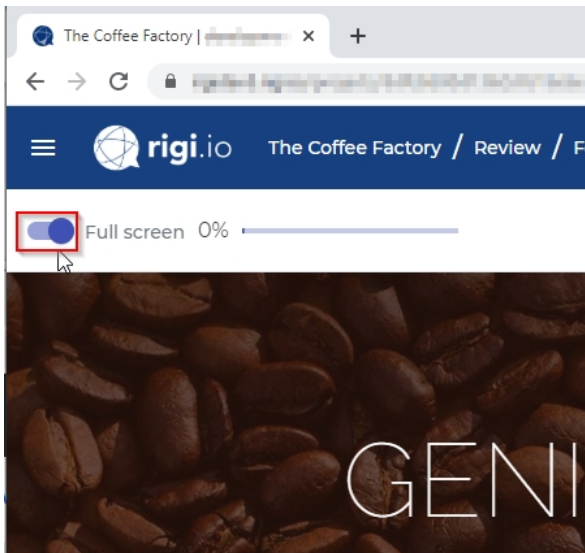 The Coffee Factory |
rigi.io The Coffee Factory / Review / F
Full screen 0%
GENI